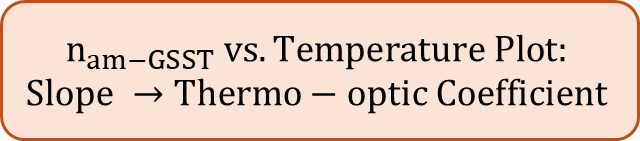 n_am−GSST vs. Temperature Plot:
Slope → Thermo − optic Coefficient